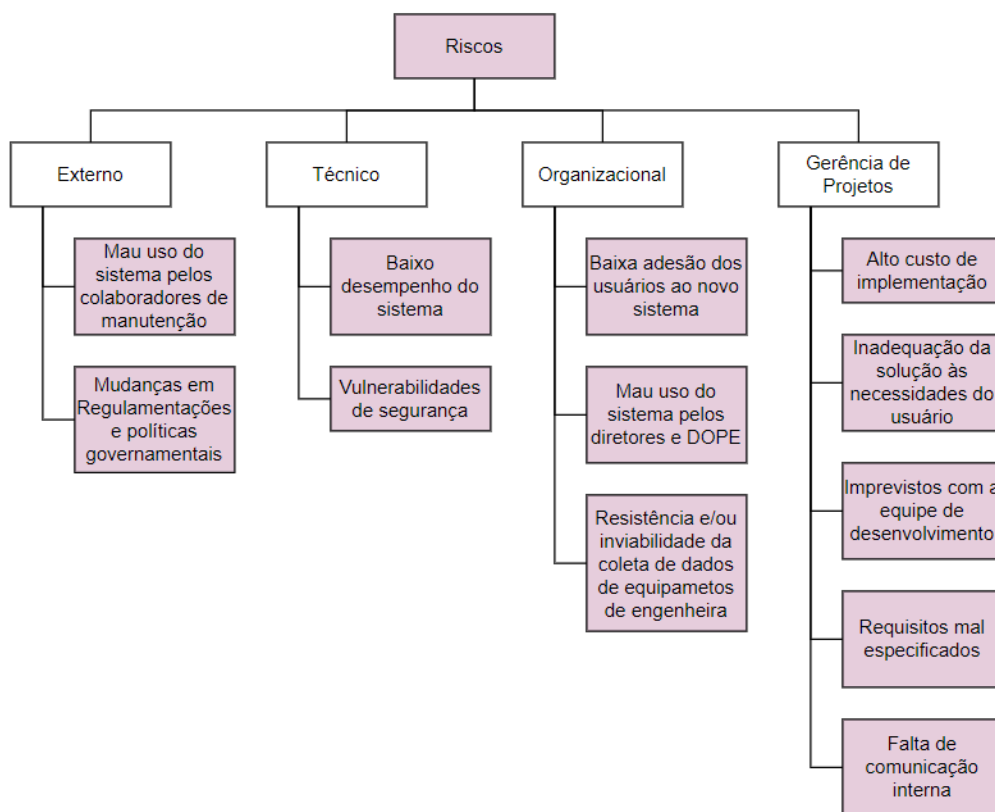 Riscos
Externo
Técnico
Organizacional
Gerência de
Projetos
Mau uso do
sistema pelos
colaboradores de
manutenção
Mudanças em
Regulamentações
e políticas
governamentais
Baixo
desempenho do
sistema
Vulnerabilidades
de segurança
Baixa adesão dos
usuários ao novo
sistema
Mau uso do
sistema pelos
diretores e DOPE
Resistência e/ou
inviabilidade da
coleta de dados
de equipametos
de engenheira
Alto custo de
implementação
Inadequação da
solução às
necessidades do
usuário
Imprevistos com a
equipe de
desenvolvimento
Requisitos mal
especificados
Falta de
comunicação
interna